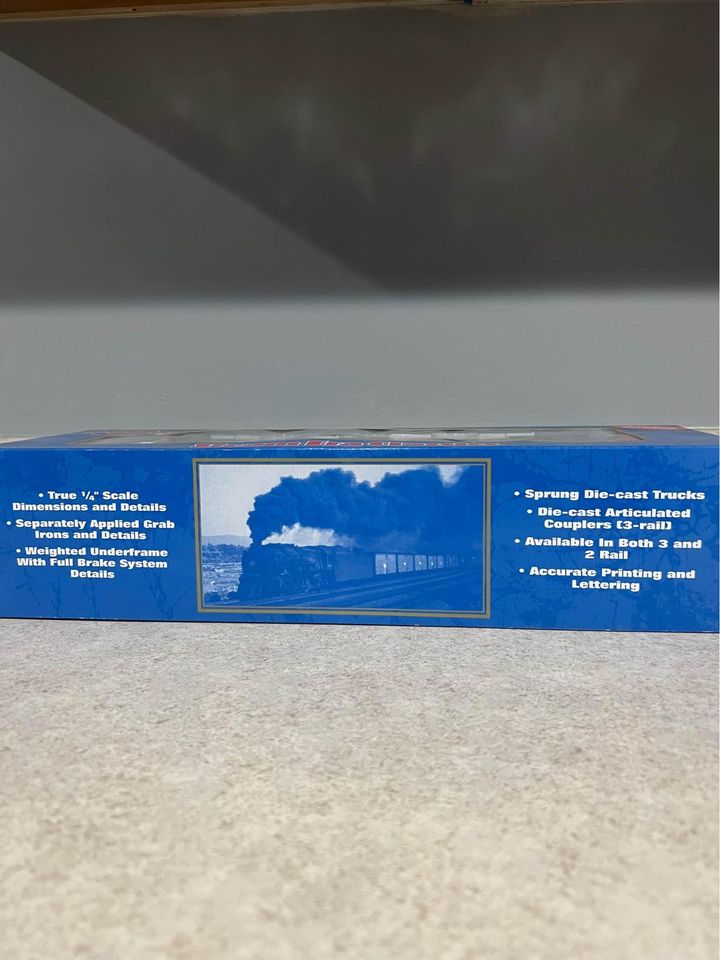 • True 1/4" Scale
Dimensions and Details
• Separately Applied Grab
Irons and Details
• Weighted Underframe
With Full Brake System
Details
• Sprung Die-cast Trucks
• Die-cast Articulated
Couplers (3-rail)
• Available In Both 3 and
2 Rail
• Accurate Printing and
Lettering